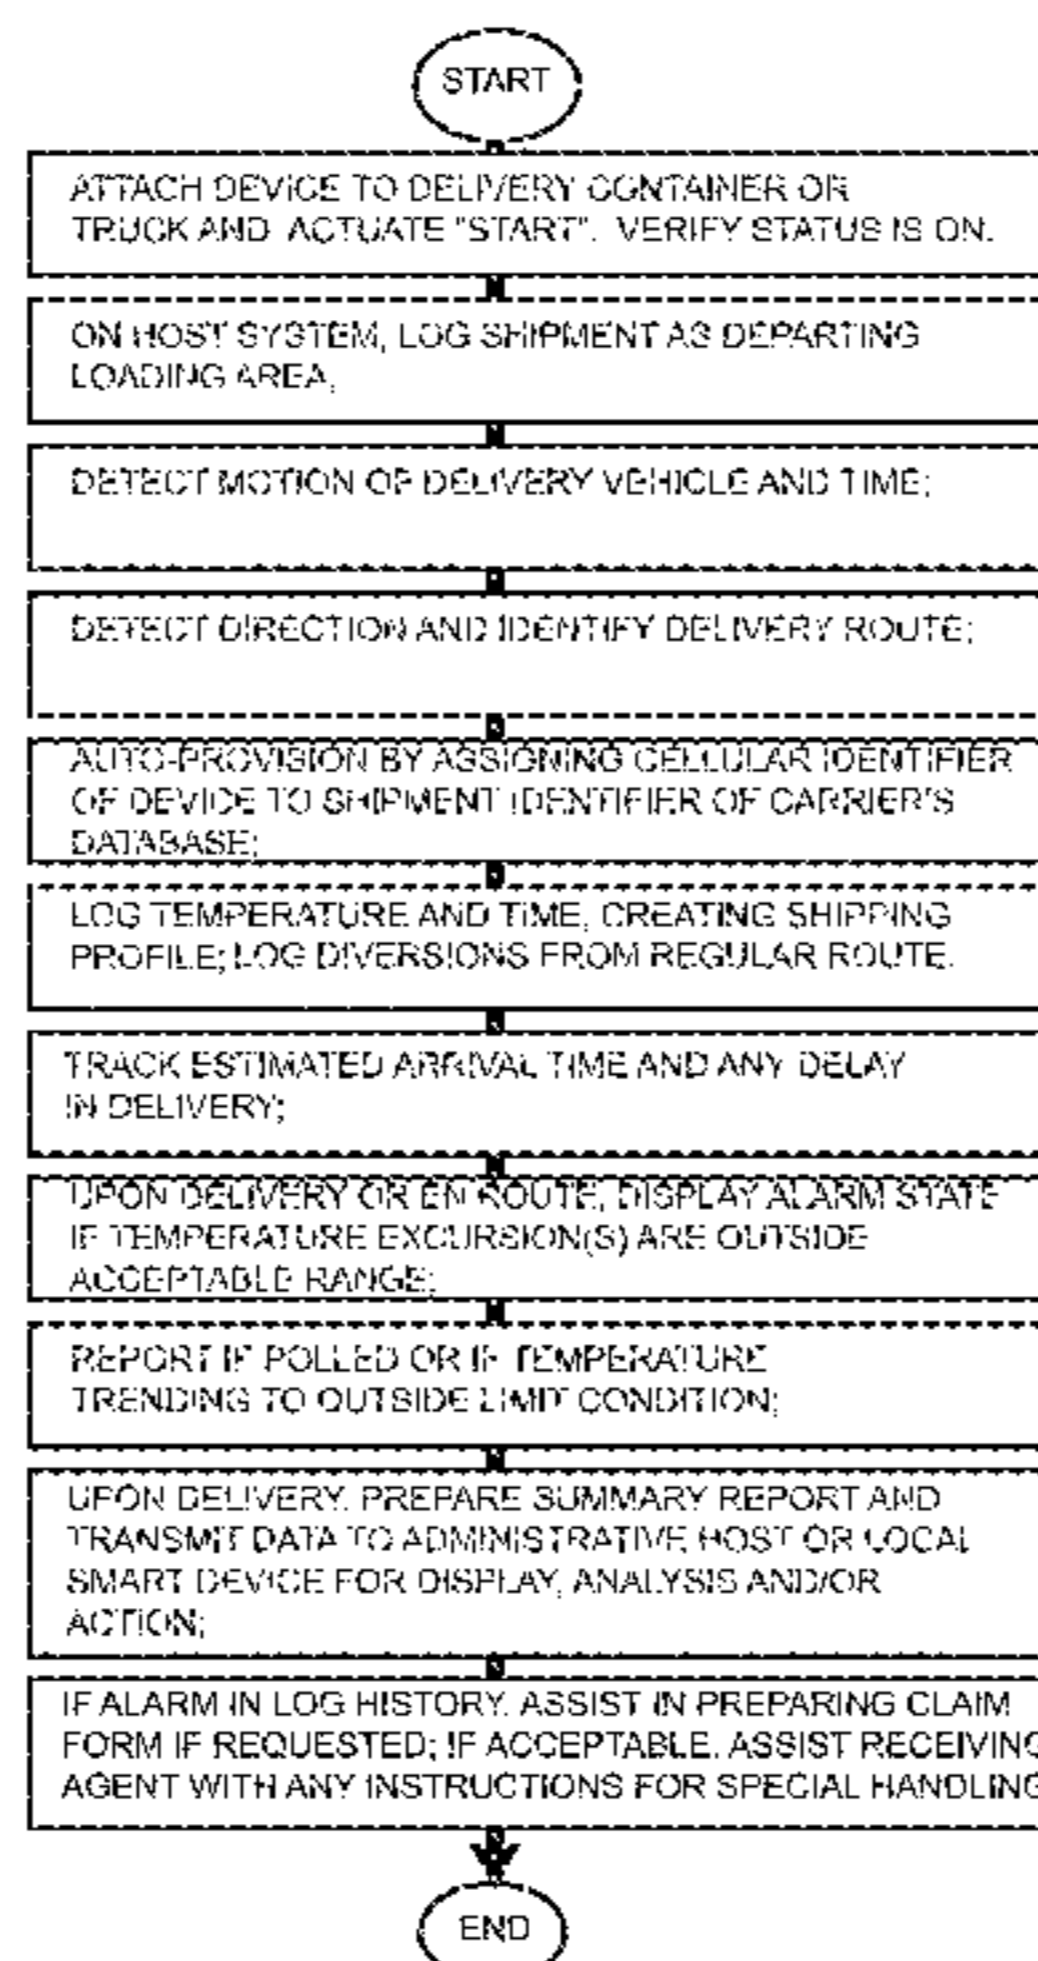 START
ATTACH DEVICE TO DELIVERY CONTAINER OR
TRUCK AND ACTUATE "START". VERIFY STATUS IS ON.
ON HOST SYSTEM, LOG SHIPMENT AS DEPARTING
LOADING AREA,
DETECT MOTION OF DELIVERY VEHICLE AND TIME;
DETECT DIRECTION AND IDENTIFY DELIVERY ROUTE;
AUTO-PROVISION BY ASSIGNING CELLULAR IDENTIFIER
OF DEVICE TO SHIPMENT IDENTIFIER OF CARRIER'S
DATABASE;
LOG TEMPERATURE AND TIME, CREATING SHIPPING
PROFILE; LOG DIVERSIONS FROM REGULAR ROUTE.
TRACK ESTIMATED ARRIVAL TIME AND ANY DELAY
IN DELIVERY;
UPON DELIVERY OR EN ROUTE, DISPLAY ALARM STATE
IF TEMPERATURE EXCURSION(S) ARE OUTSIDE
ACCEPTABLE RANGE;
REPORT IF POLLED OR IF TEMPERATURE
TRENDING TO OUTSIDE LIMIT CONDITION;
UPON DELIVERY, PREPARE SUMMARY REPORT AND
TRANSMIT DATA TO ADMINISTRATIVE HOST OR LOCAL
SMART DEVICE FOR DISPLAY, ANALYSIS AND/OR
ACTION;
IF ALARM IN LOG HISTORY, ASSIST IN PREPARING CLAIM
FORM IF REQUESTED; IF ACCEPTABLE, ASSIST RECEIVING
AGENT WITH ANY INSTRUCTIONS FOR SPECIAL HANDLING
END